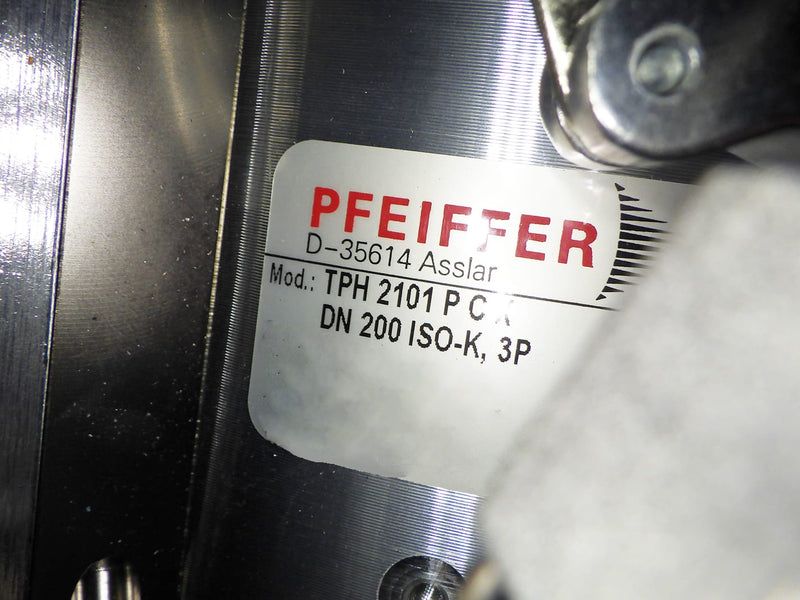 PFEIFFER
D-35614 Asslar
Mod.: TPH 2101 P C
DN 200 ISO-K, 3P